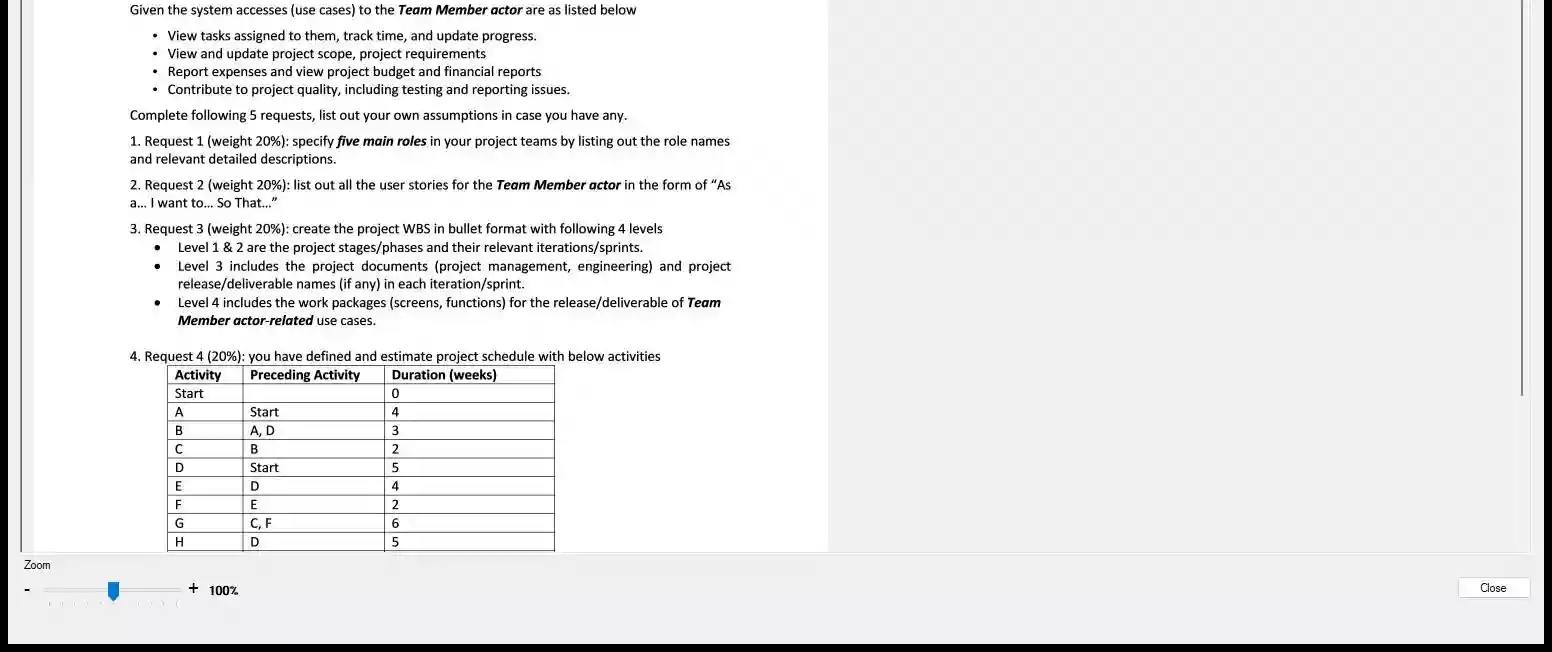 Given the system accesses (use cases) to the Team Member actor are as listed below
• View tasks assigned to them, track time, and update progress.
• View and update project scope, project requirements
• Report expenses and view project budget and financial reports
• Contribute to project quality, including testing and reporting issues.
Complete following 5 requests, list out your own assumptions in case you have any.
1. Request 1 (weight 20%): specify five main roles in your project teams by listing out the role names
and relevant detailed descriptions.
2. Request 2 (weight 20%): list out all the user stories for the Team Member actor in the form of “As
a... I want to... So That...”
3. Request 3 (weight 20%): create the project WBS in bullet format with following 4 levels
• Level 1 & 2 are the project stages/phases and their relevant iterations/sprints.
• Level 3 includes the project documents (project management, engineering) and project
release/deliverable names (if any) in each iteration/sprint.
• Level 4 includes the work packages (screens, functions) for the release/deliverable of Team
Member actor-related use cases.
4. Request 4 (20%): you have defined and estimate project schedule with below activities
Activity Preceding Activity Duration (weeks)
Start 0
A Start 4
B A, D 3
C B 2
D Start 5
E D 4
F E 2
G C, F 6
H D 5
Zoom
- + 100%
Close